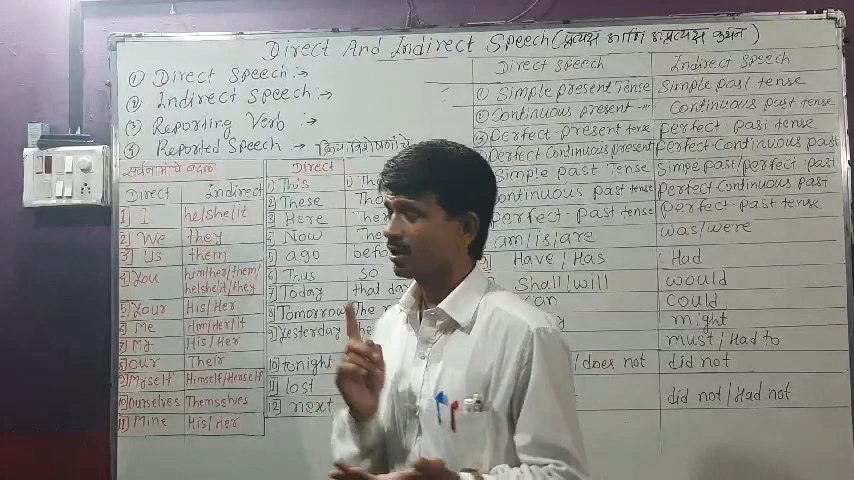 Direct And Indirect Speech (प्रत्यक्ष आणि अप्रत्यक्ष कथन)
① Direct Speech :→
② Indirect Speech :→
③ Reporting Verb :→
④ Reported Speech → क्रियाविशेषणांचे
सर्वनामाचे बदल
Direct Indirect
1) I he/she/it
2) We they
3) Us them
4) You him/her/them/
he/she/it/they
5) Your His/Her
6) Me Him/Her/It
7) My His/Her
8) Our Their
9) Myself Himself/Herself
10) Ourselves Themselves
11) Mine His/Her
Direct
1) This
2) These
3) Here
4) Now
5) ago
6) Thus so
7) Today that da
8) Tomorrow The
9) Yesterday the
10) tonight
11) last
12) next
Direct Speech Indirect Speech
① Simple present Tense Simple past tense
② Continuous present Continuous past tense
③ perfect-present tense perfect past tense
perfect Continuous present perfect Continuous past
Simple past Tense Simpe past/perfect past
Continuous past tense perfect Continuous past
perfect-past tense perfect-past tense
am/is/are was/were
Have/Has Had
Shall/will would
can could
might
must/Had to
/does not did not
did not/Had not